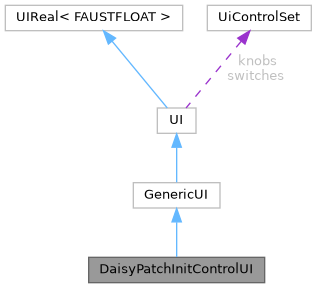 UIReal< FAUSTFLOAT >
UiControlSet
knobs
switches
UI
GenericUI
DaisyPatchInitControlUI